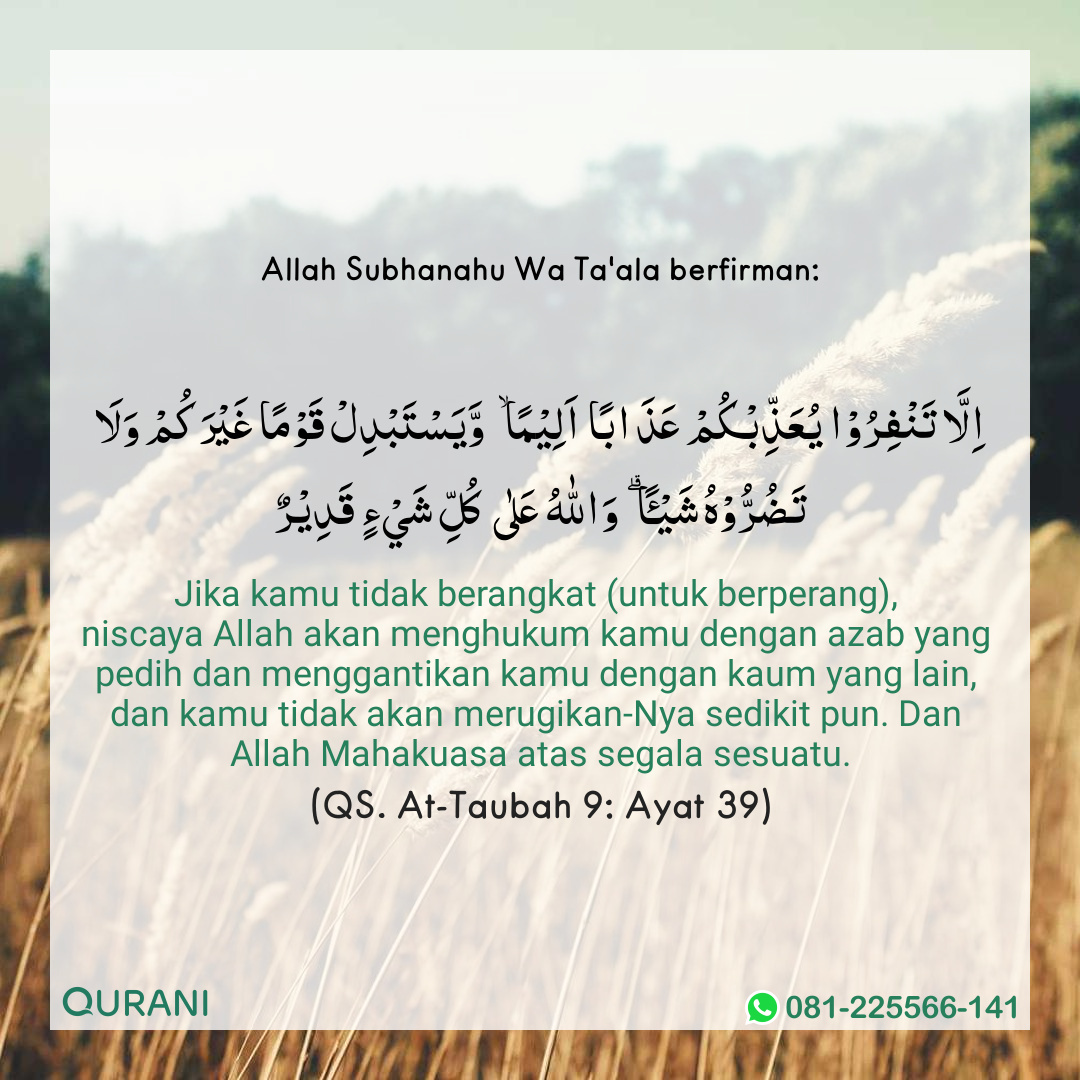 Allah Subhanahu Wa Ta'ala berfirman:
اِلَّا تَنْفِرُوْا يُعَذِّبْكُمْ عَذَا بًا اَلِيْمًا ۙ وَّيَسْتَبْدِلْ قَوْمًا غَيْرَكُمْ وَلَا
تَضُرُّوْهُ شَيْــئًا ۗ وَا للّٰهُ عَلٰى كُلِّ شَيْءٍ قَدِيْرٌ
Jika kamu tidak berangkat (untuk berperang),
niscaya Allah akan menghukum kamu dengan azab yang
pedih dan menggantikan kamu dengan kaum yang lain,
dan kamu tidak akan merugikan-Nya sedikit pun. Dan
Allah Mahakuasa atas segala sesuatu.
(QS. At-Taubah 9: Ayat 39)
QURANI
081-225566-141